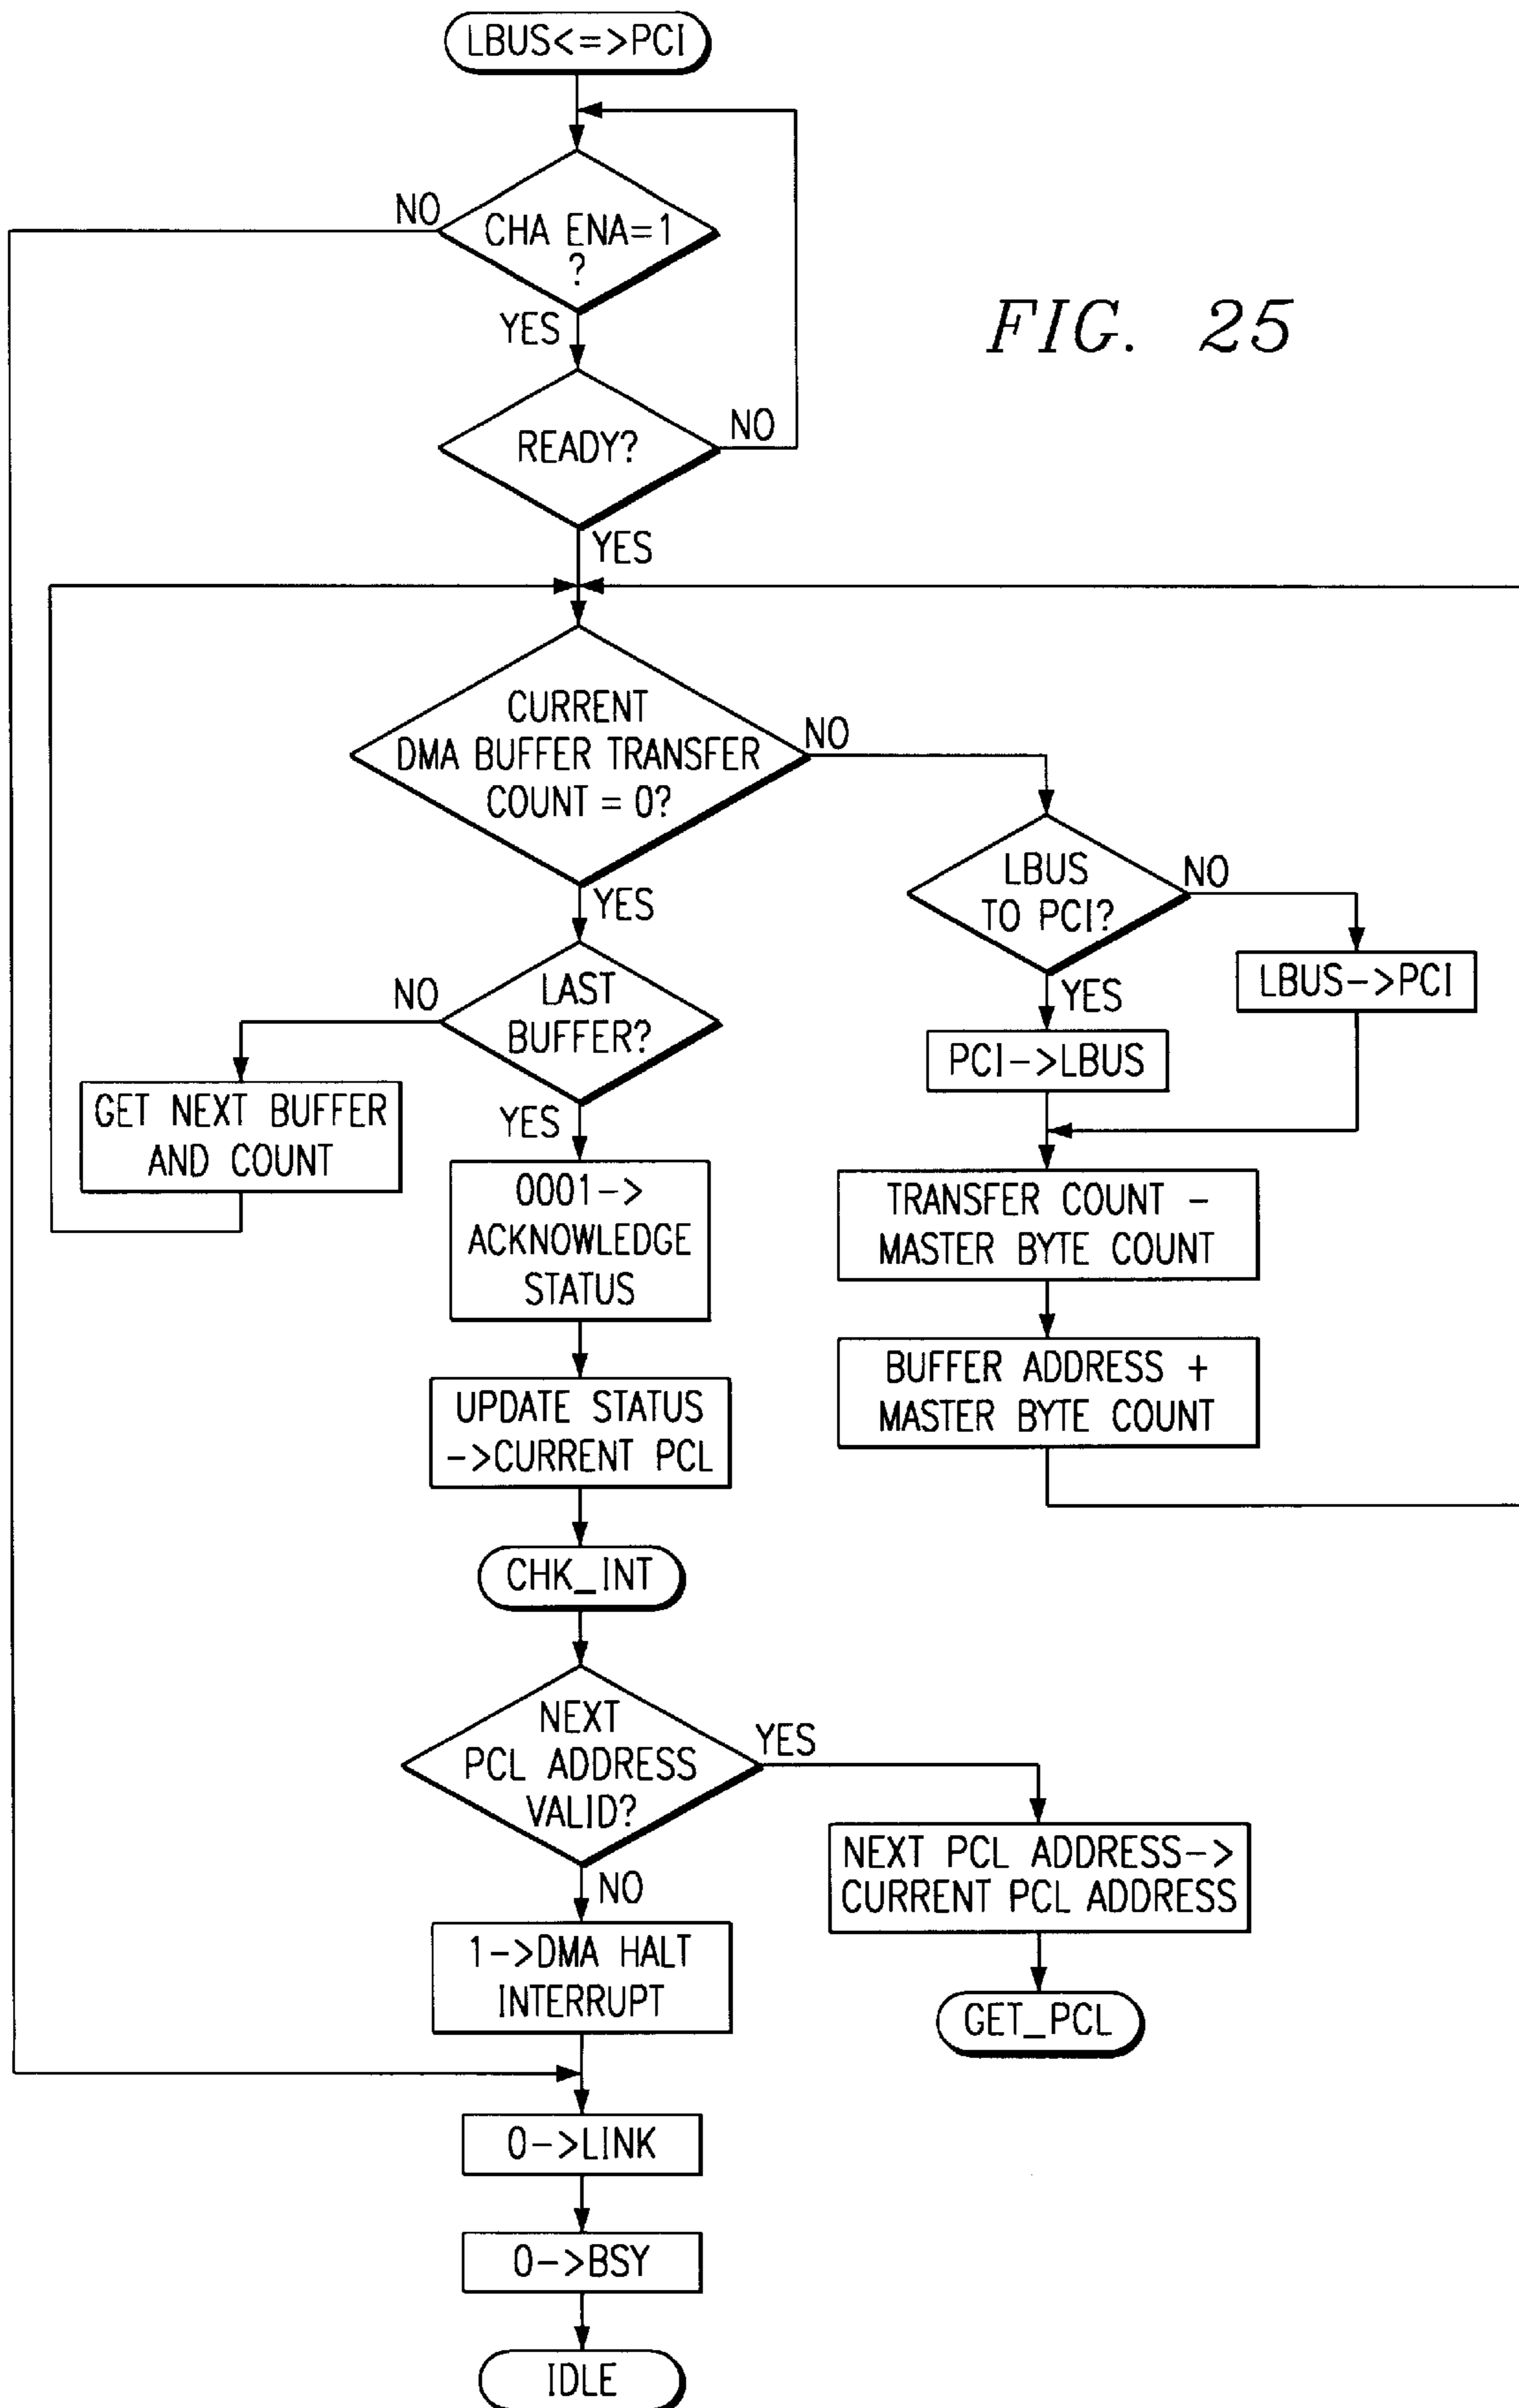 LBUS<=>PCI
NO
CHA ENA=1
?
YES
FIG. 25
READY?
NO
YES
CURRENT
DMA BUFFER TRANSFER
COUNT = 0?
NO
YES
LBUS
TO PCI?
NO
YES
LBUS->PCI
PCI->LBUS
NO
LAST
BUFFER?
YES
GET NEXT BUFFER
AND COUNT
0001->
ACKNOWLEDGE
STATUS
TRANSFER COUNT -
MASTER BYTE COUNT
BUFFER ADDRESS +
MASTER BYTE COUNT
UPDATE STATUS
->CURRENT PCL
CHK_INT
NEXT
PCL ADDRESS
VALID?
YES
NO
NEXT PCL ADDRESS->
CURRENT PCL ADDRESS
GET_PCL
1->DMA HALT
INTERRUPT
0->LINK
0->BSY
IDLE